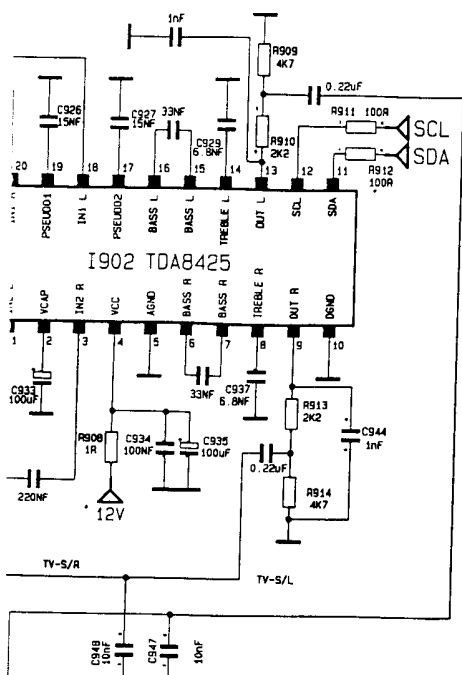 1nF
R909
4K7
0.22uF
C926
15NF
C927
15NF
33NF
C929
6.8NF
R910
2K2
R911 100R
SCL
SDA
R912
100R
20
19
18
17
16
15
14
13
12
11
PSEUDO1
IN1 L
PSEUDO2
BASS L
BASS L
TREBLE L
OUT L
SCL
SDA
I902 TDA8425
VCAP
IN2 R
VCC
AGND
BASS R
BASS R
TREBLE R
OUT R
DGND
1
2
3
4
5
6
7
8
9
10
C933
100uF
33NF
C937
6.8NF
R913
2K2
C944
1nF
R908
1R
C934
100NF
C935
100uF
0.22uF
R914
4K7
220NF
12V
TV-S/R
TV-S/L
C948
10nF
C947
10nF